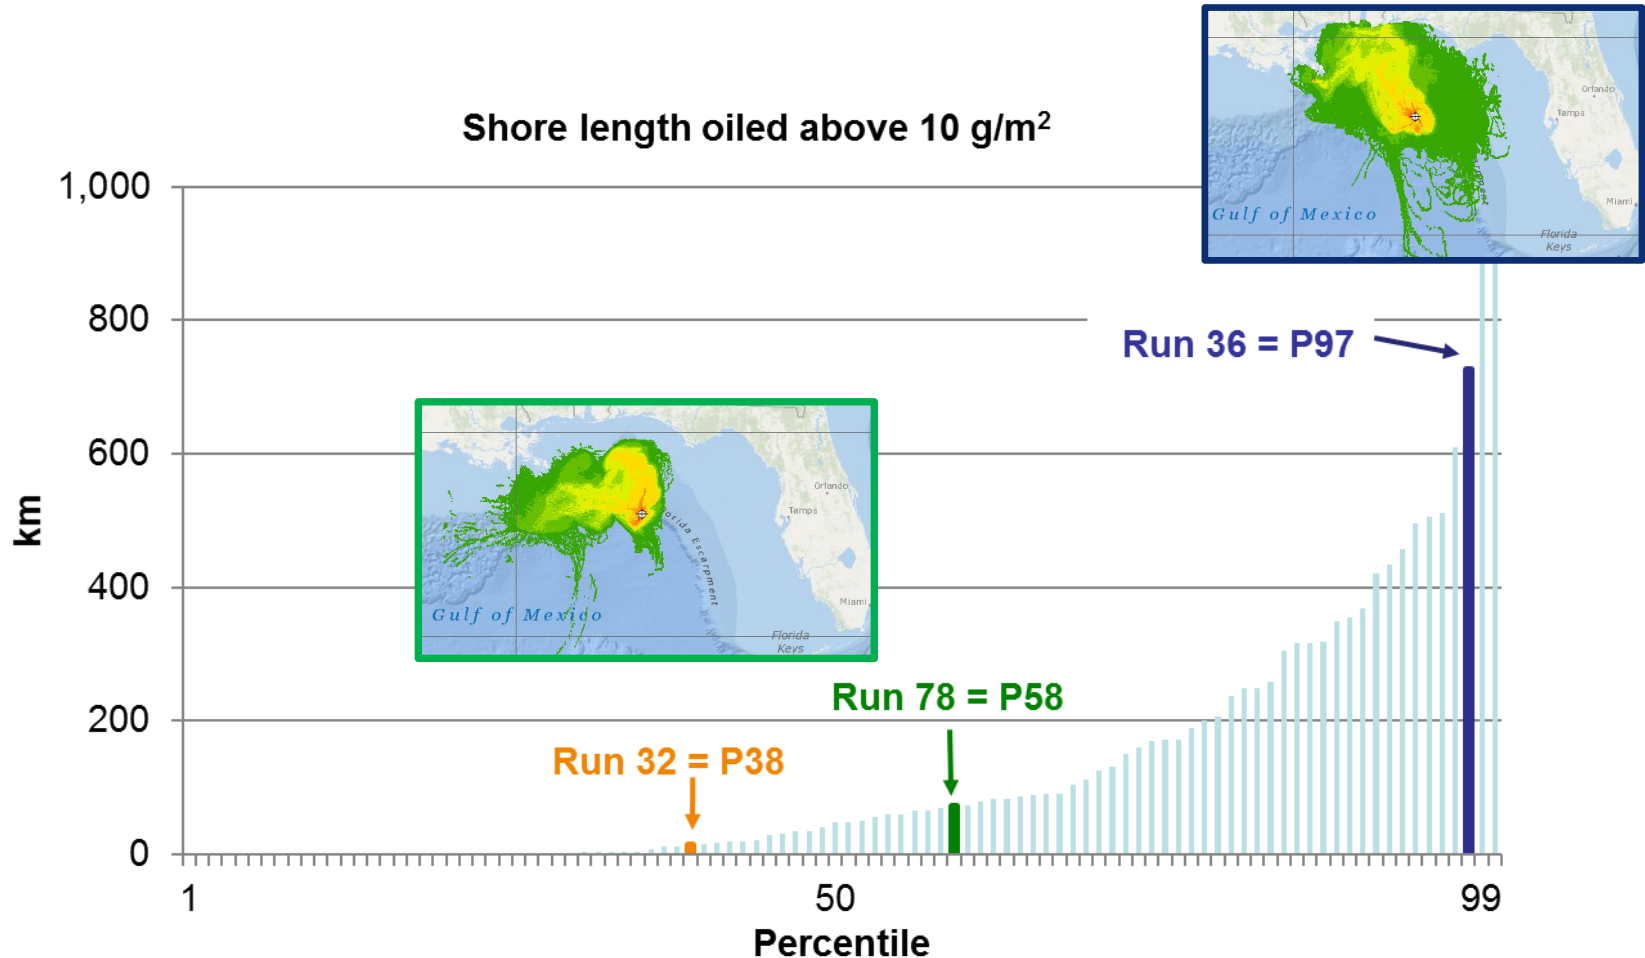 Shore length oiled above 10 g/m²
Orlando
Tampa
Miami
Gulf of Mexico
Florida
Keys
1,000
800
600
400
200
0
km
Run 36 = P97
Orlando
Tampa
Florida Escarpment
Miami
Gulf of Mexico
Florida
Keys
Run 78 = P58
Run 32 = P38
1
50
99
Percentile